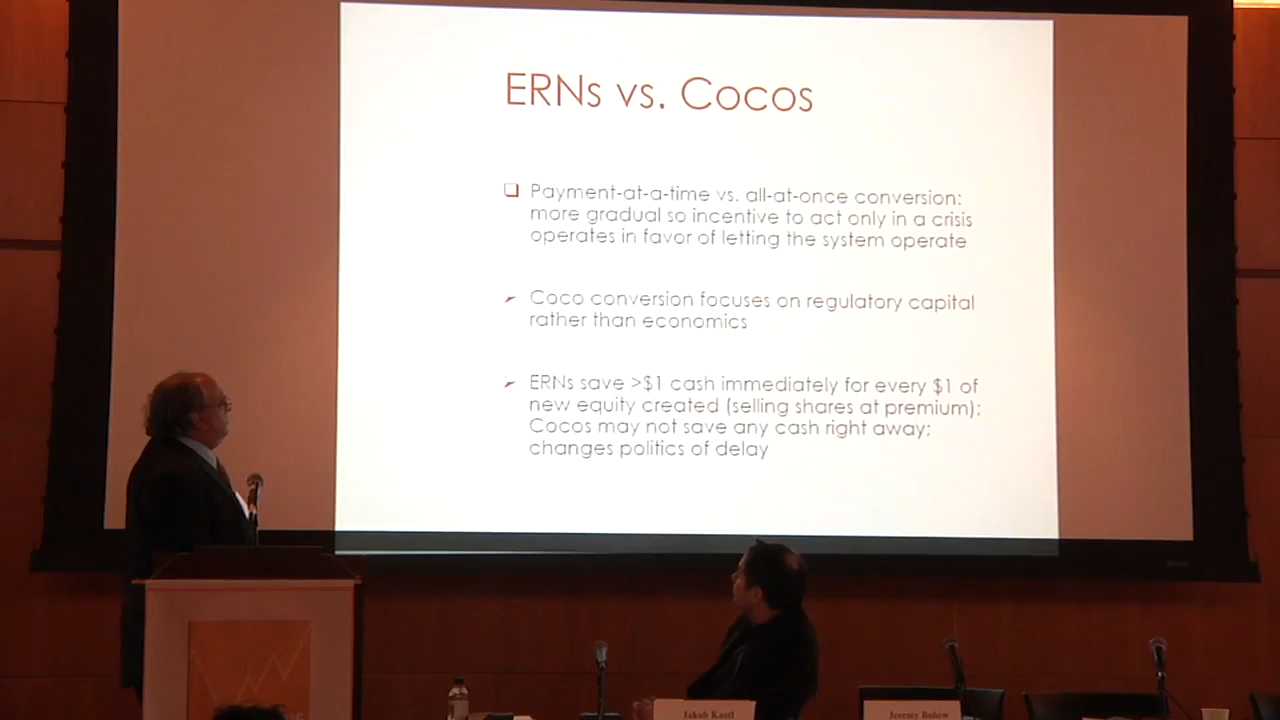 ERNs vs. Cocos
Payment-at-a-time vs. all-at-once conversion:
more gradual so incentive to act only in a crisis
operates in favor of letting the system operate
Coco conversion focuses on regulatory capital
rather than economics
ERNs save >$1 cash immediately for every $1 of
new equity created (selling shares at premium);
Cocos may not save any cash right away;
changes politics of delay
Jakub Kastl
Jeremy Bulow